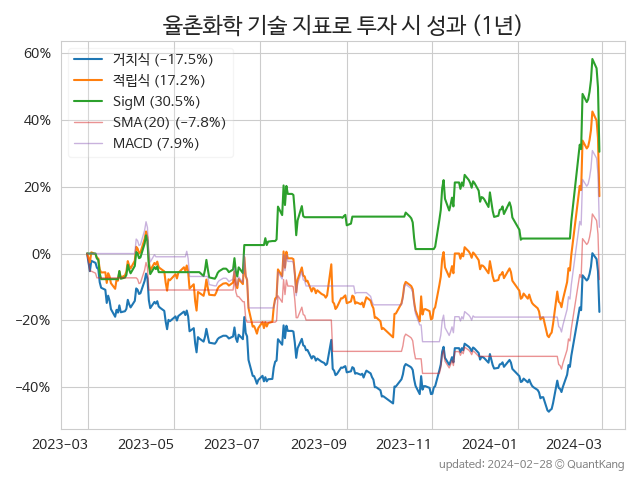 율촌화학 기술 지표로 투자 시 성과 (1년)
거치식 (−17.5%)
적립식 (17.2%)
SigM (30.5%)
SMA(20) (−7.8%)
MACD (7.9%)
60%
40%
20%
0%
−20%
−40%
2023-03 2023-05 2023-07 2023-09 2023-11 2024-01 2024-03
updated: 2024-02-28 ⓒ QuantKang